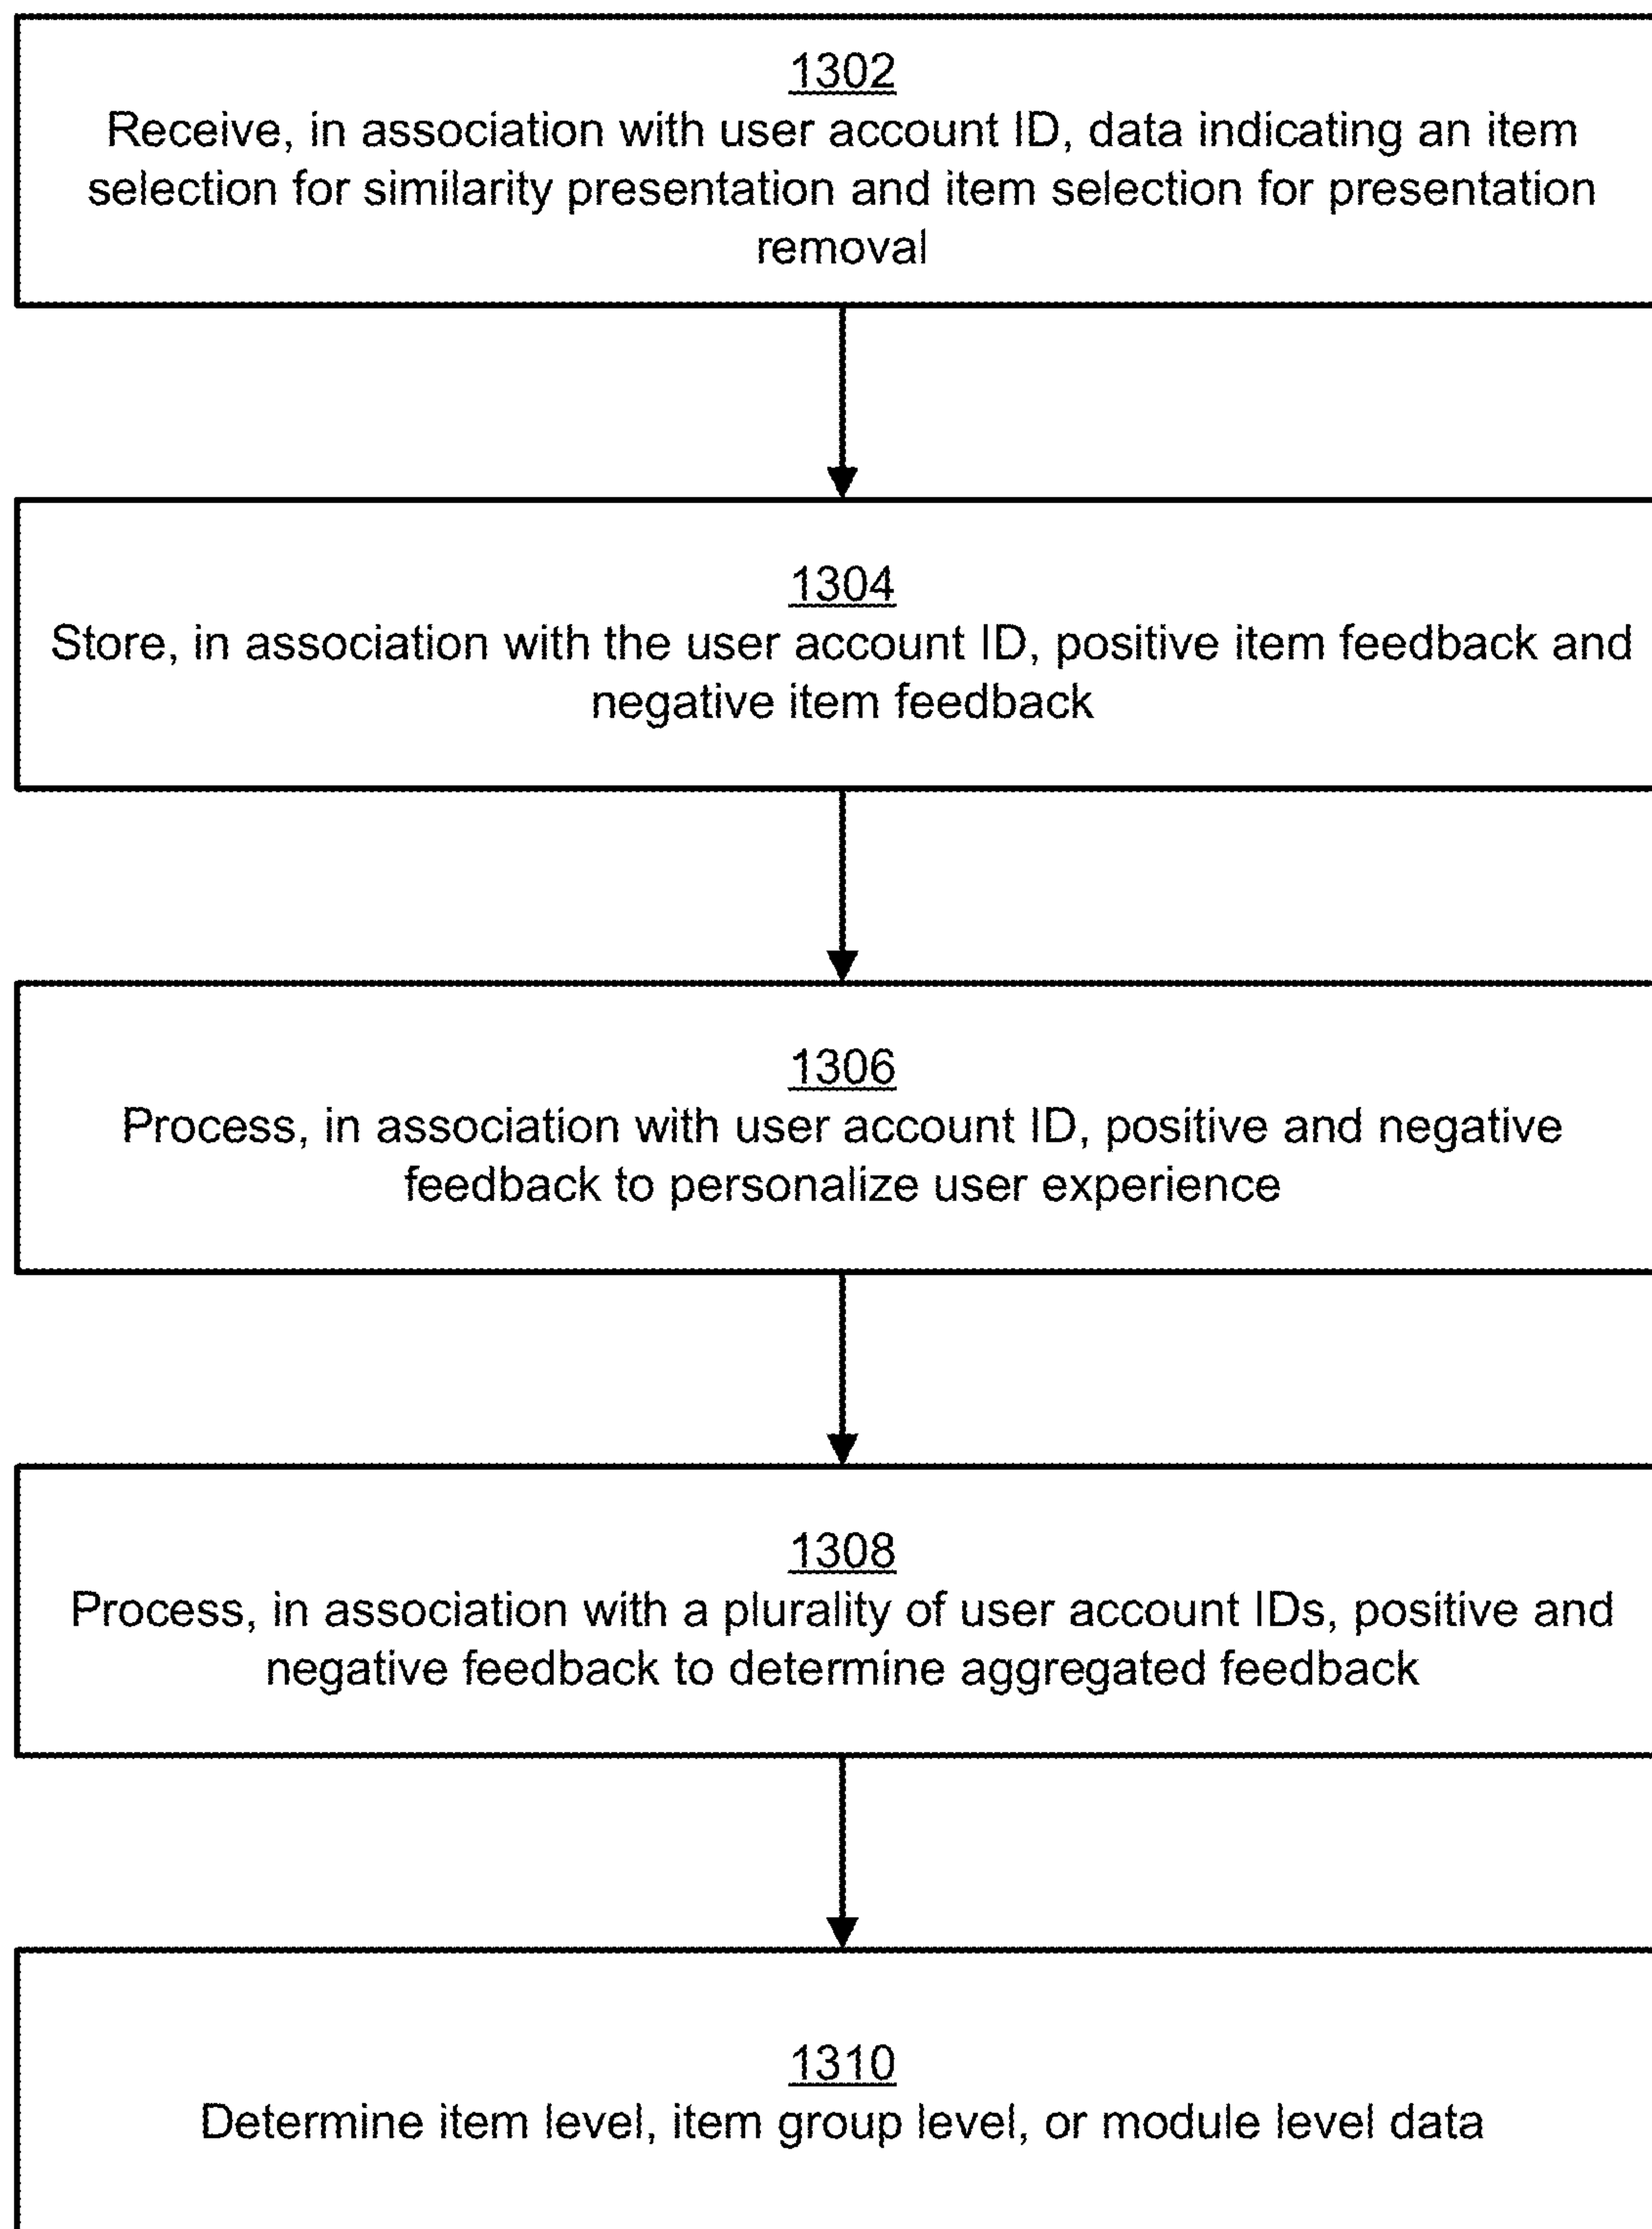 1302
Receive, in association with user account ID, data indicating an item
selection for similarity presentation and item selection for presentation
removal
1304
Store, in association with the user account ID, positive item feedback and
negative item feedback
1306
Process, in association with user account ID, positive and negative
feedback to personalize user experience
1308
Process, in association with a plurality of user account IDs, positive and
negative feedback to determine aggregated feedback
1310
Determine item level, item group level, or module level data